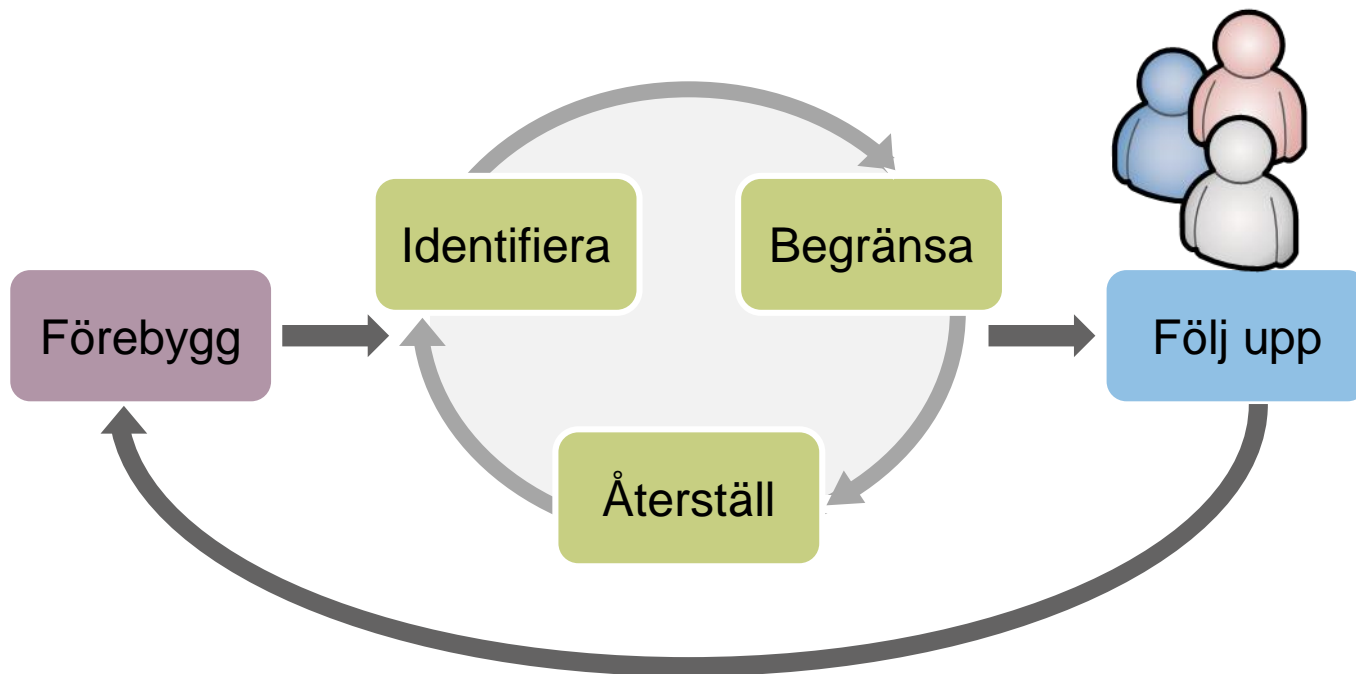 Förebygg
Identifiera
Begränsa
Återställ
Följ upp